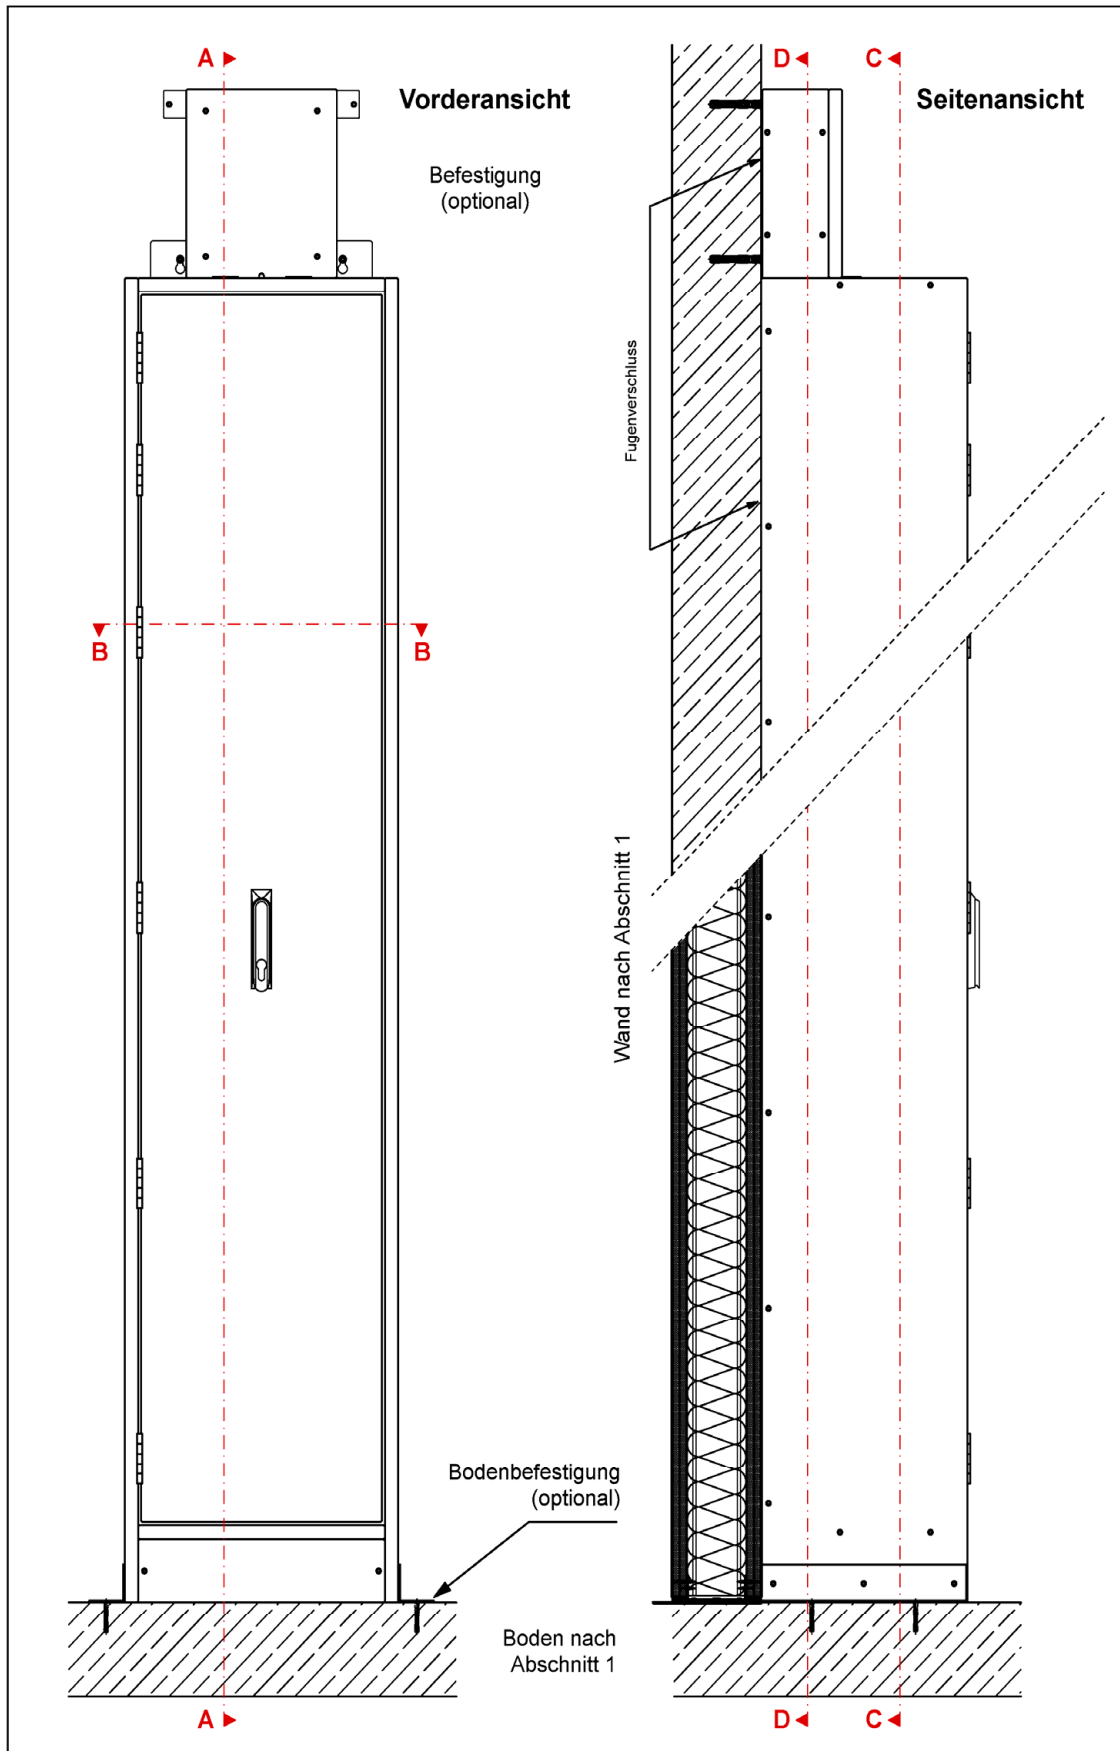 A
D
C
Vorderansicht
Seitenansicht
Befestigung
(optional)
Fugenverschluss
B
B
Wand nach Abschnitt 1
Bodenbefestigung
(optional)
Boden nach
Abschnitt 1
A
D
C